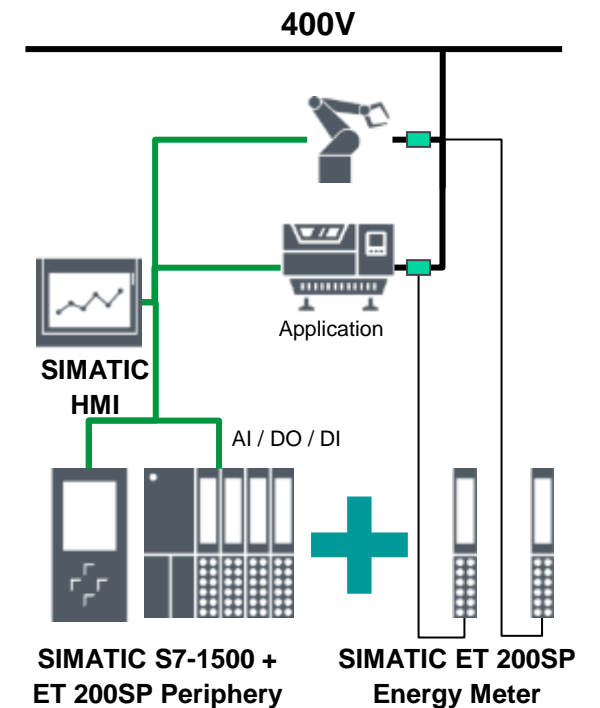 400V
Application
SIMATIC
HMI
AI / DO / DI
SIMATIC S7-1500 +
ET 200SP Periphery
SIMATIC ET 200SP
Energy Meter